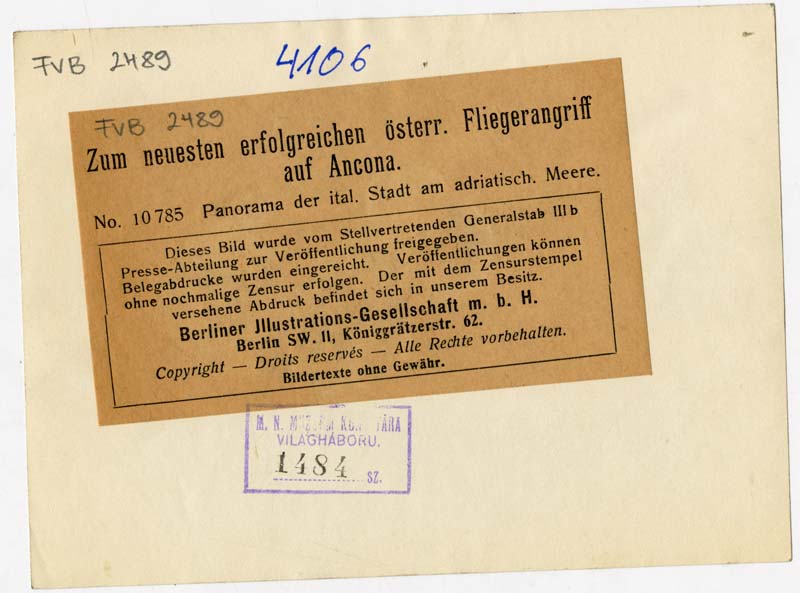 FVB 2489
4106
FVB 2489
Zum neuesten erfolgreichen österr. Fliegerangriff
auf Ancona.
No. 10785 Panorama der ital. Stadt am adriatisch. Meere.
Dieses Bild wurde vom Stellvertretenden Generalstab III b
Presse-Abteilung zur Veröffentlichung freigegeben.
Belegabdrucke wurden eingereicht. Veröffentlichungen können
ohne nochmalige Zensur erfolgen. Der mit dem Zensurstempel
versehene Abdruck befindet sich in unserem Besitz.
Berliner Jllustrations-Gesellschaft m. b. H.
Berlin SW. 11, Königgrätzerstr. 62.
Copyright — Droits reservés — Alle Rechte vorbehalten.
Bildertexte ohne Gewähr.
M. N.
VILÁGHÁBORU.
1484 SZ.